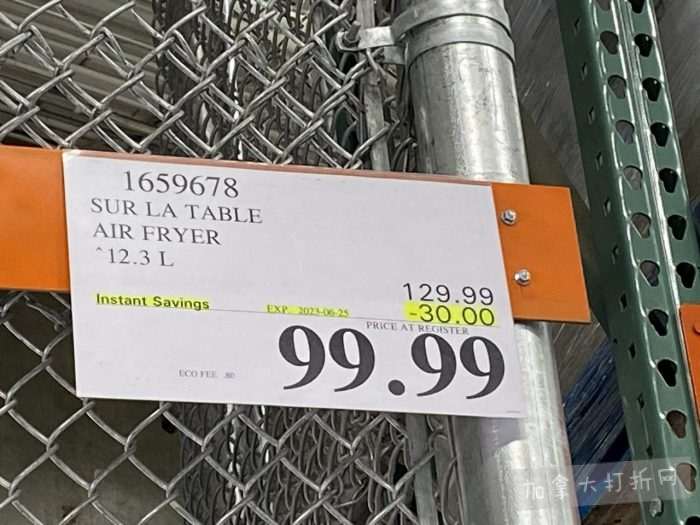 1659678
SUR LA TABLE
AIR FRYER
^12.3 L
129.99
Instant Savings EXP. 2023-06-25 -30.00
PRICE AT REGISTER
99.99
ECO FEE .80
加拿大打折网